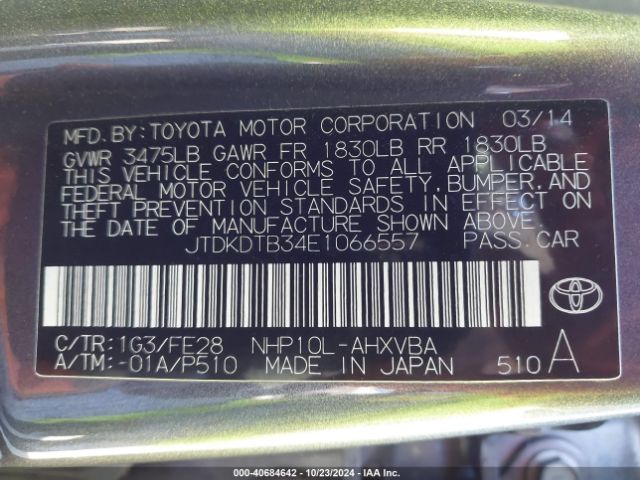 MFD. BY: TOYOTA MOTOR CORPORATION 03/14
GVWR 3475LB GAWR FR 1830LB RR 1830LB
THIS VEHICLE CONFORMS TO ALL APPLICABLE
FEDERAL MOTOR VEHICLE SAFETY, BUMPER, AND
THEFT PREVENTION STANDARDS IN EFFECT ON
THE DATE OF MANUFACTURE SHOWN ABOVE.
JTDKDTB34E1066557 PASS. CAR
C/TR: 1G3/FE28 NHP10L-AHXVBA
A/TM: -01A/P510 MADE IN JAPAN 510 A
000-40684642 - 10/23/2024 - IAA Inc.